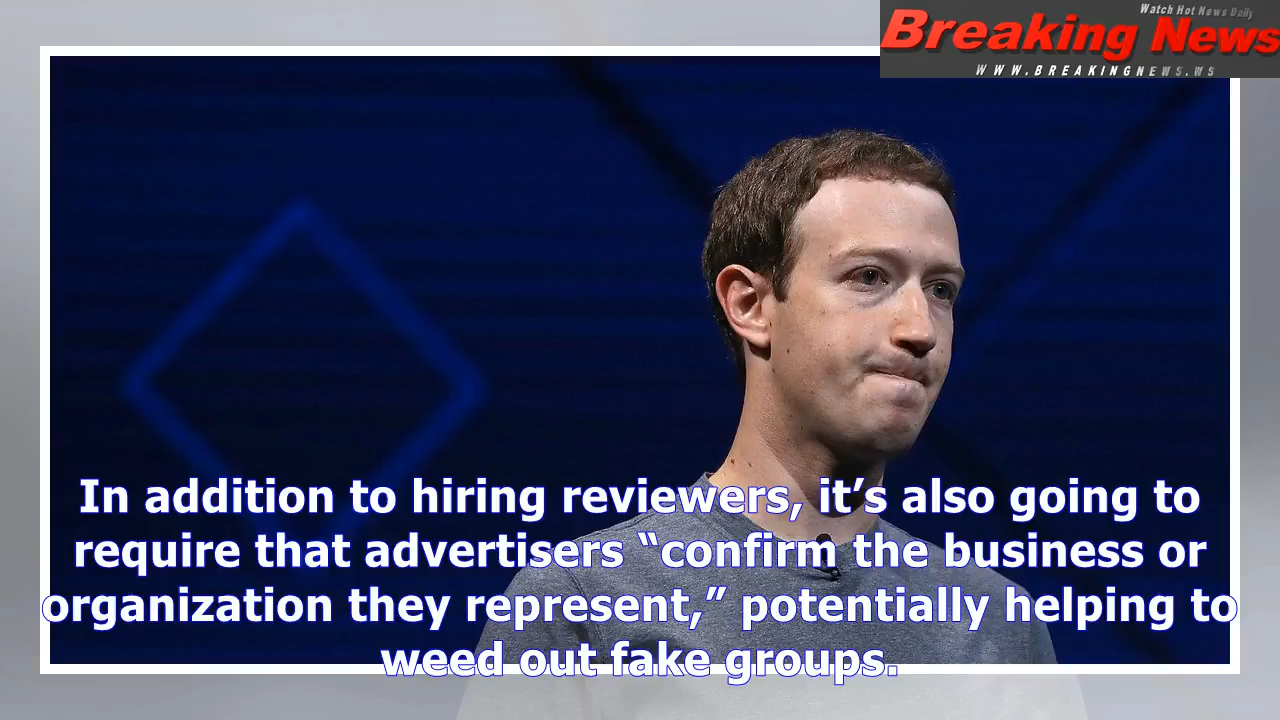 Watch Hot News Daily
Breaking News
WWW.BREAKINGNEWS.WS
In addition to hiring reviewers, it’s also going to
require that advertisers “confirm the business or
organization they represent,” potentially helping to
weed out fake groups.